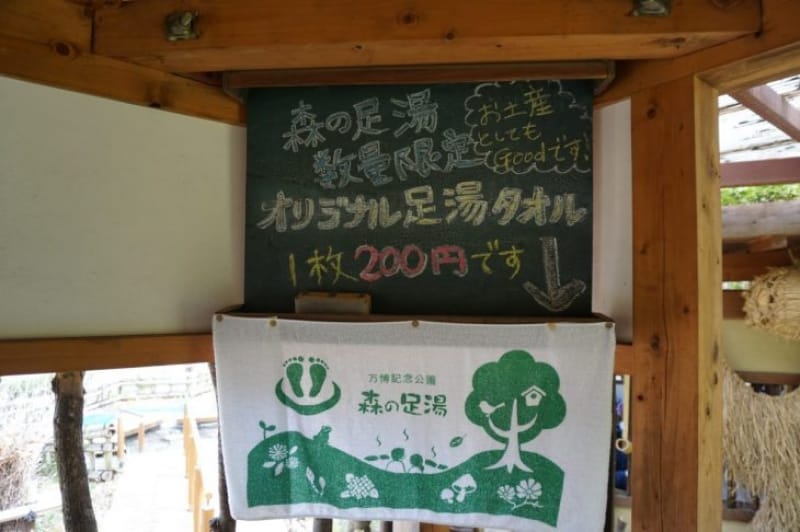 森の足湯
数量限定
お土産
としても
Goodです!
オリジナル足湯タオル
1枚200円です
万博記念公園
森の足湯